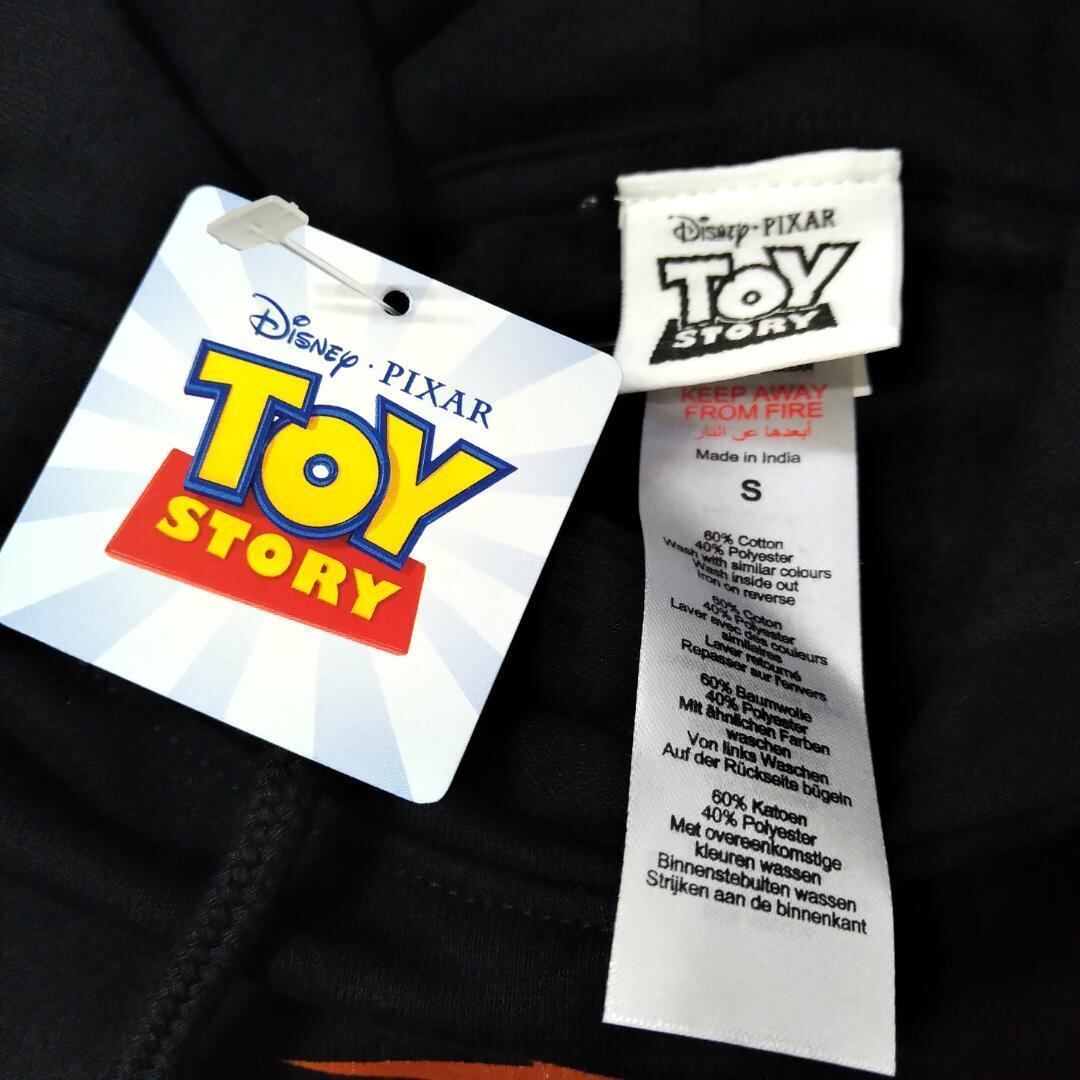 Disney · PIXAR
TOY
STORY
Disney · PIXAR
TOY
STORY
KEEP AWAY
FROM FIRE
أبعدها عن النار
Made in India
S
60% Cotton
40% Polyester
Wash with similar colours
Wash inside out
Iron on reverse
60% Coton
40% Polyester
Laver avec des couleurs
similaires
Laver retourné
Repasser sur l'envers
60% Baumwolle
40% Polyester
Mit ähnlichen Farben
waschen
Von links Waschen
Auf der Rückseite bügeln
60% Katoen
40% Polyester
Met overeenkomstige
kleuren wassen
Binnenstebuiten wassen
Strijken aan de binnenkant